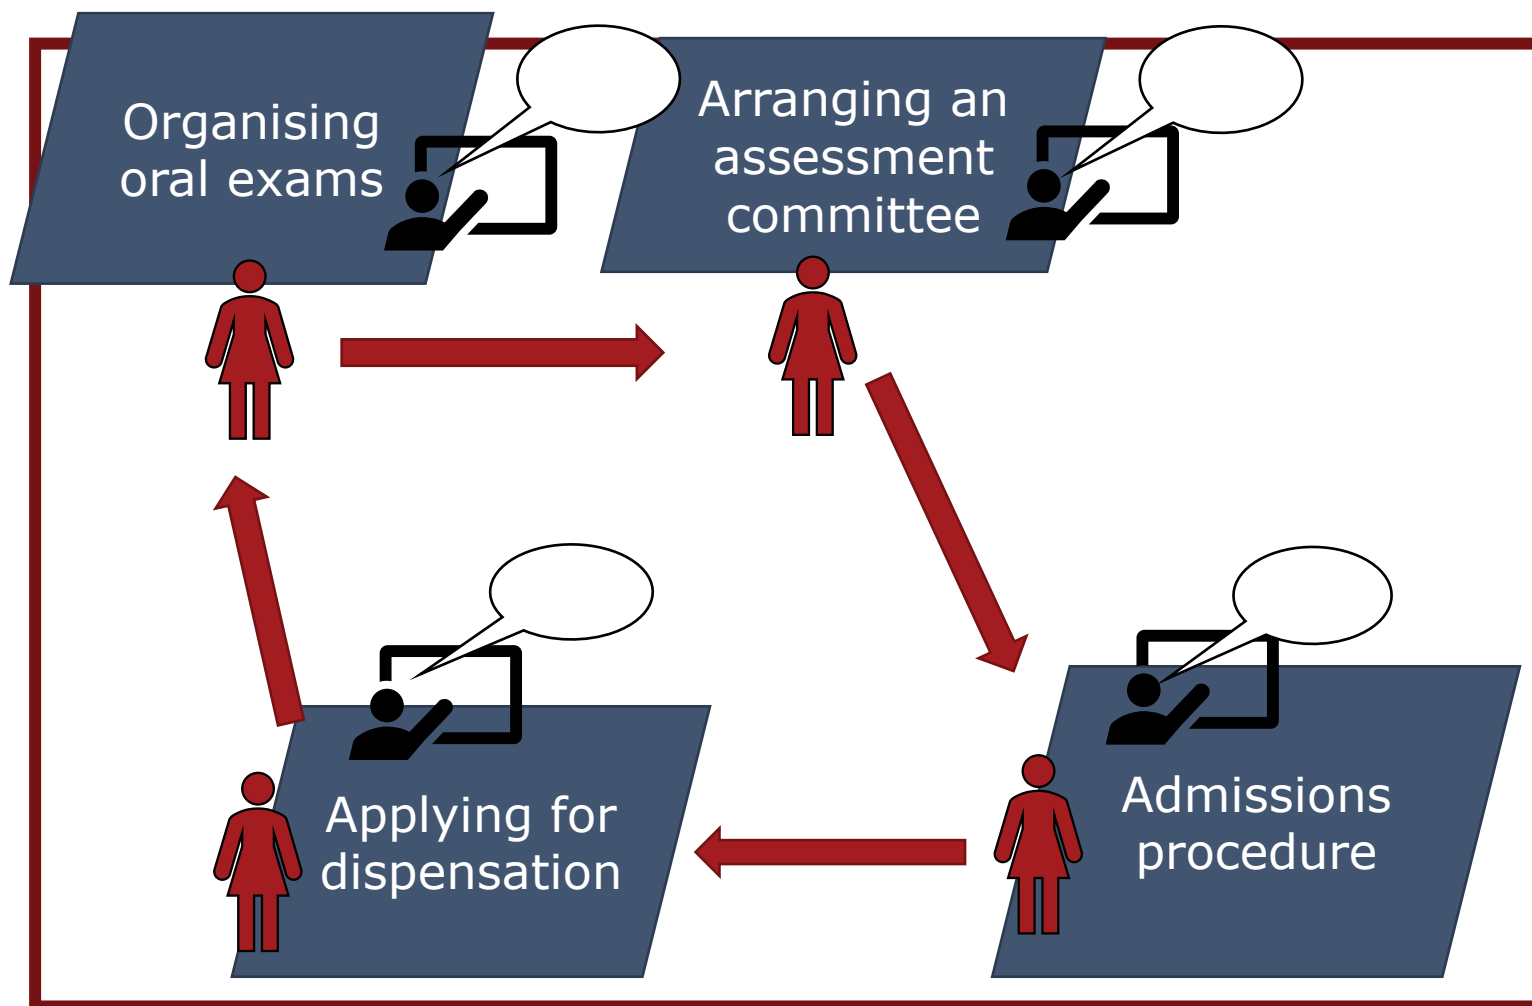 Organising
oral exams
Arranging an
assessment
committee
Applying for
dispensation
Admissions
procedure